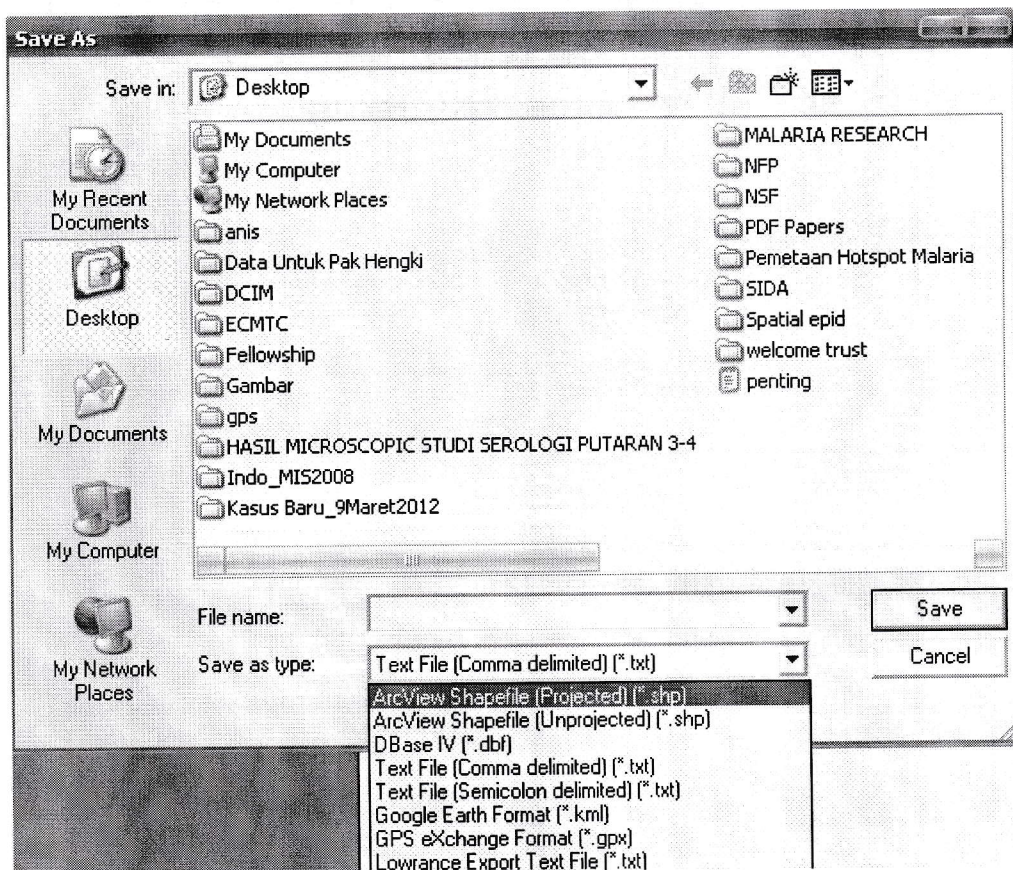 Save As
Save in:
Desktop
My Recent
Documents
Desktop
My Documents
My Computer
My Network
Places
My Documents
My Computer
My Network Places
anis
Data Untuk Pak Hengki
DCIM
ECMTC
Fellowship
Gambar
gps
HASIL MICROSCOPIC STUDI SEROLOGI PUTARAN 3-4
Indo_MIS2008
Kasus Baru_9Maret2012
MALARIA RESEARCH
NFP
NSF
PDF Papers
Pemetaan Hotspot Malaria
SIDA
Spatial epid
welcome trust
penting
File name:
Save
Save as type:
Text File (Comma delimited) (*.txt)
Cancel
ArcView Shapefile (Projected) (*.shp)
ArcView Shapefile (Unprojected) (*.shp)
DBase IV (*.dbf)
Text File (Comma delimited) (*.txt)
Text File (Semicolon delimited) (*.txt)
Google Earth Format (*.kml)
GPS eXchange Format (*.gpx)
Lowrance Export Text File (*.txt)